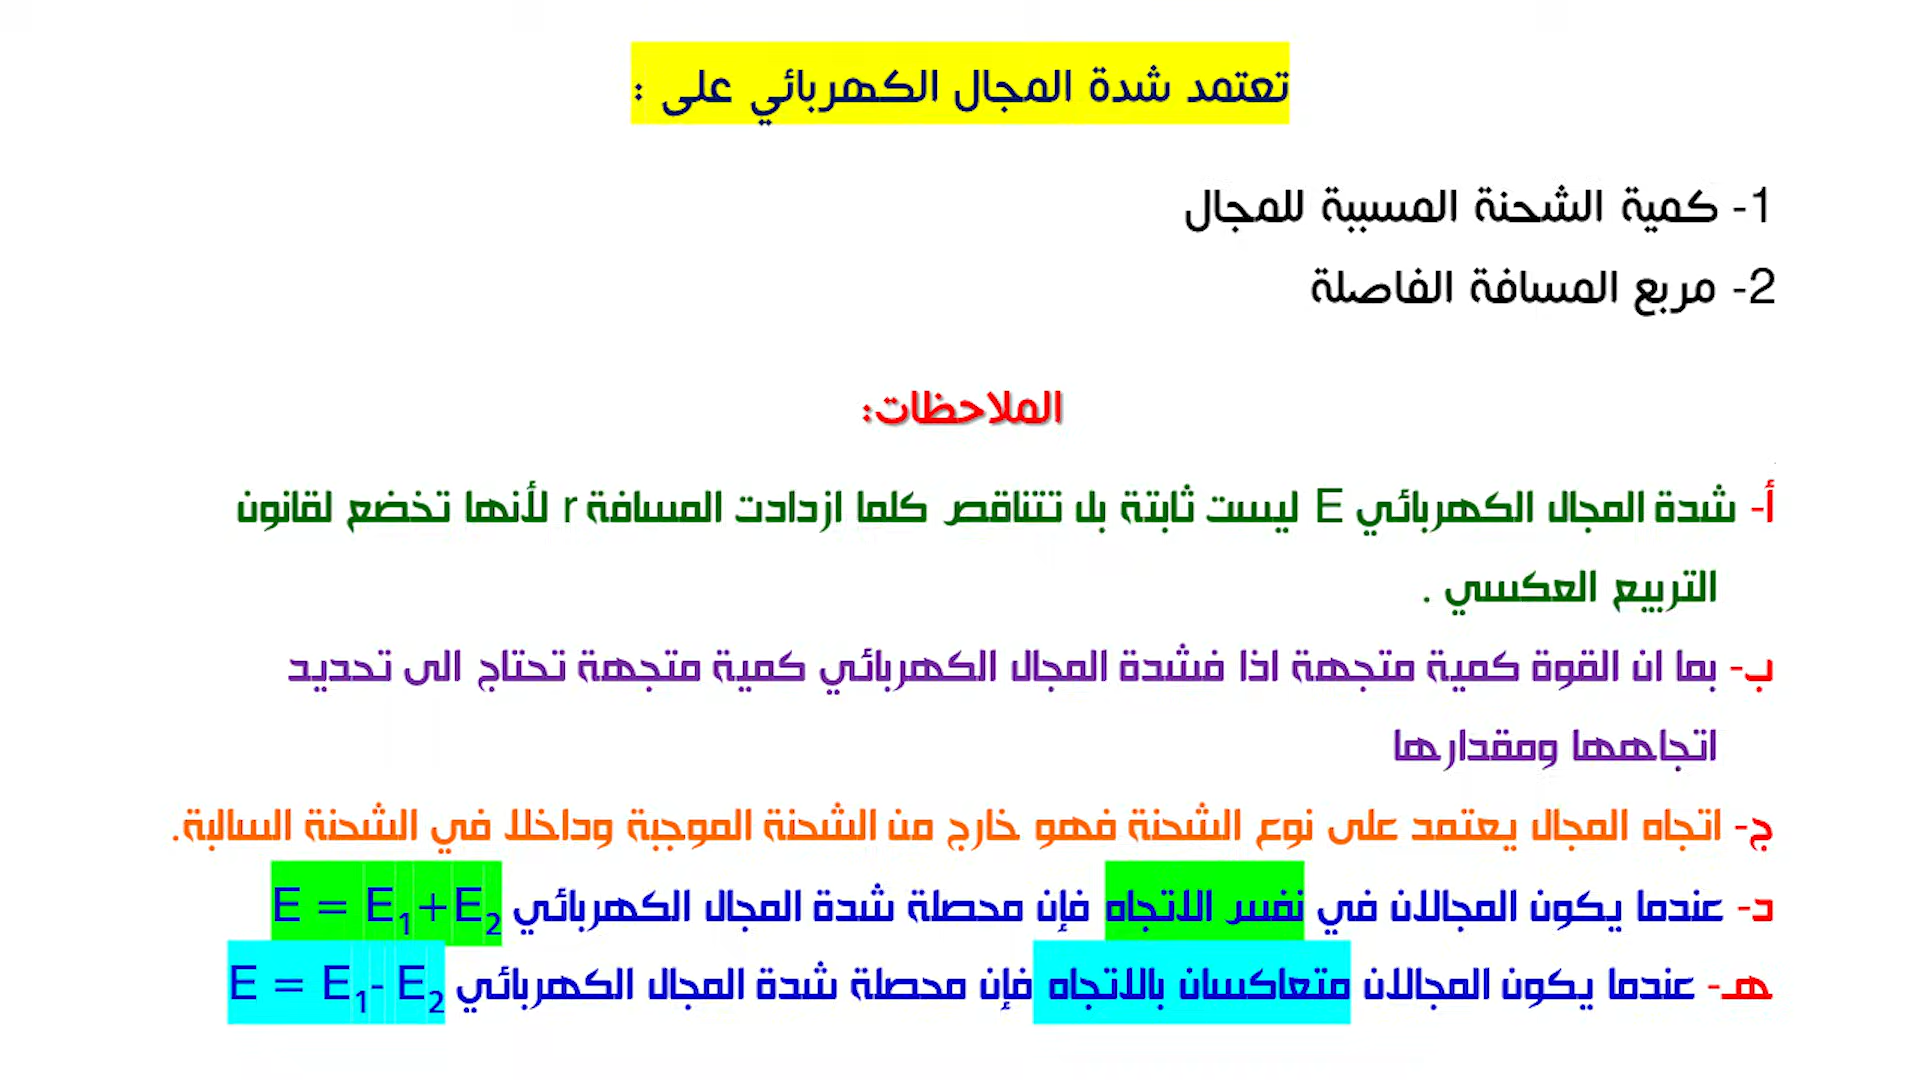 تعتمد شدة المجال الكهربائي على :
1- كمية الشحنة المسببة للمجال
2- مربع المسافة الفاصلة
الملاحظات:
أ- شدة المجال الكهربائي E ليست ثابتة بل تتناقص كلما ازدادت المسافة r لأنها تخضع لقانون
التربيع العكسي .
ب- بما ان القوة كمية متجهة اذا فشدة المجال الكهربائي كمية متجهة تحتاج الى تحديد
اتجاهها ومقدارها
ج- اتجاه المجال يعتمد على نوع الشحنة فهو خارج من الشحنة الموجبة وداخلا في الشحنة السالبة.
د- عندما يكون المجالان في نفس الاتجاه فإن محصلة شدة المجال الكهربائي E = E₁+E₂
هـ- عندما يكون المجالان متعاكسان بالاتجاه فإن محصلة شدة المجال الكهربائي E = E₁- E₂